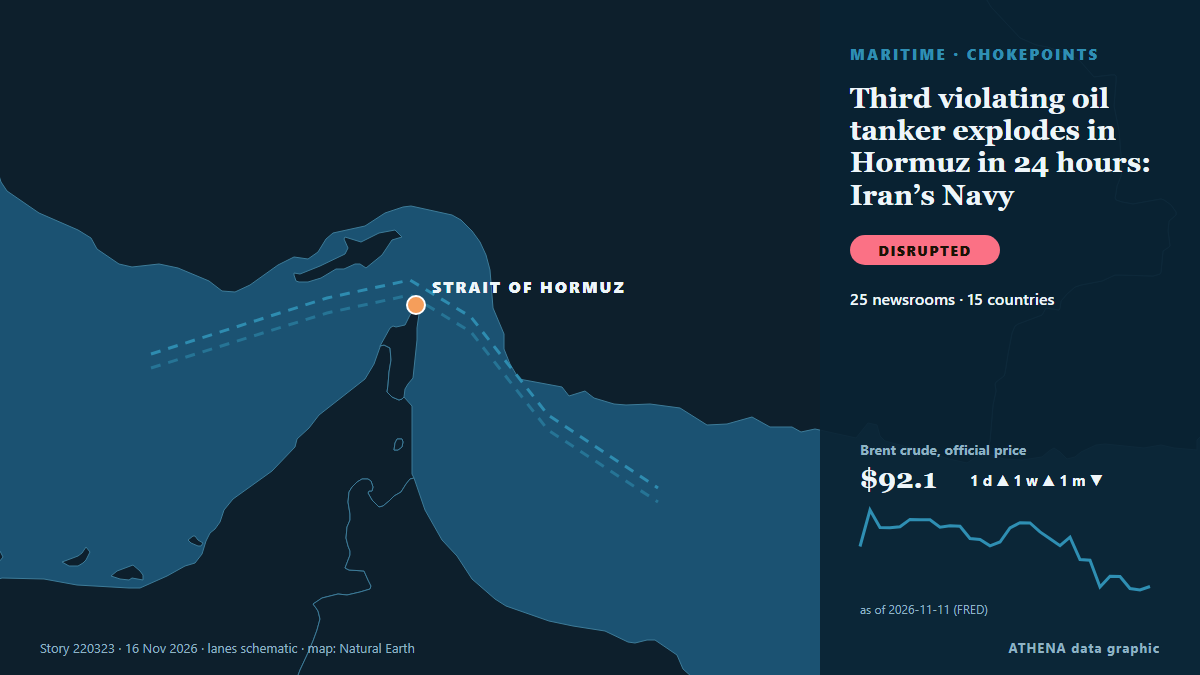 MARITIME · CHOKEPOINTS
Third violating oil
tanker explodes in
Hormuz in 24 hours:
Iran’s Navy
DISRUPTED
25 newsrooms · 15 countries
STRAIT OF HORMUZ
Brent crude, official price
$92.1 1 d ▲ 1 w ▲ 1 m ▼
as of 2026-11-11 (FRED)
Story 220323 · 16 Nov 2026 · lanes schematic · map: Natural Earth
ATHENA data graphic